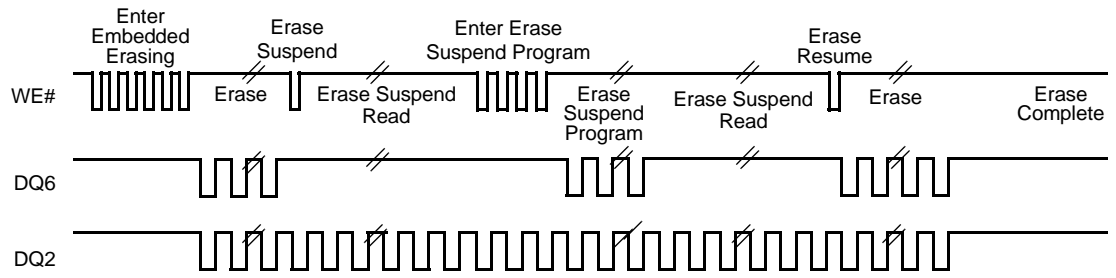 Enter
Embedded
Erasing
Erase
Suspend
Enter Erase
Suspend Program
Erase
Resume
WE#
Erase
Erase Suspend
Read
Erase
Suspend
Program
Erase Suspend
Read
Erase
Erase
Complete
DQ6
DQ2